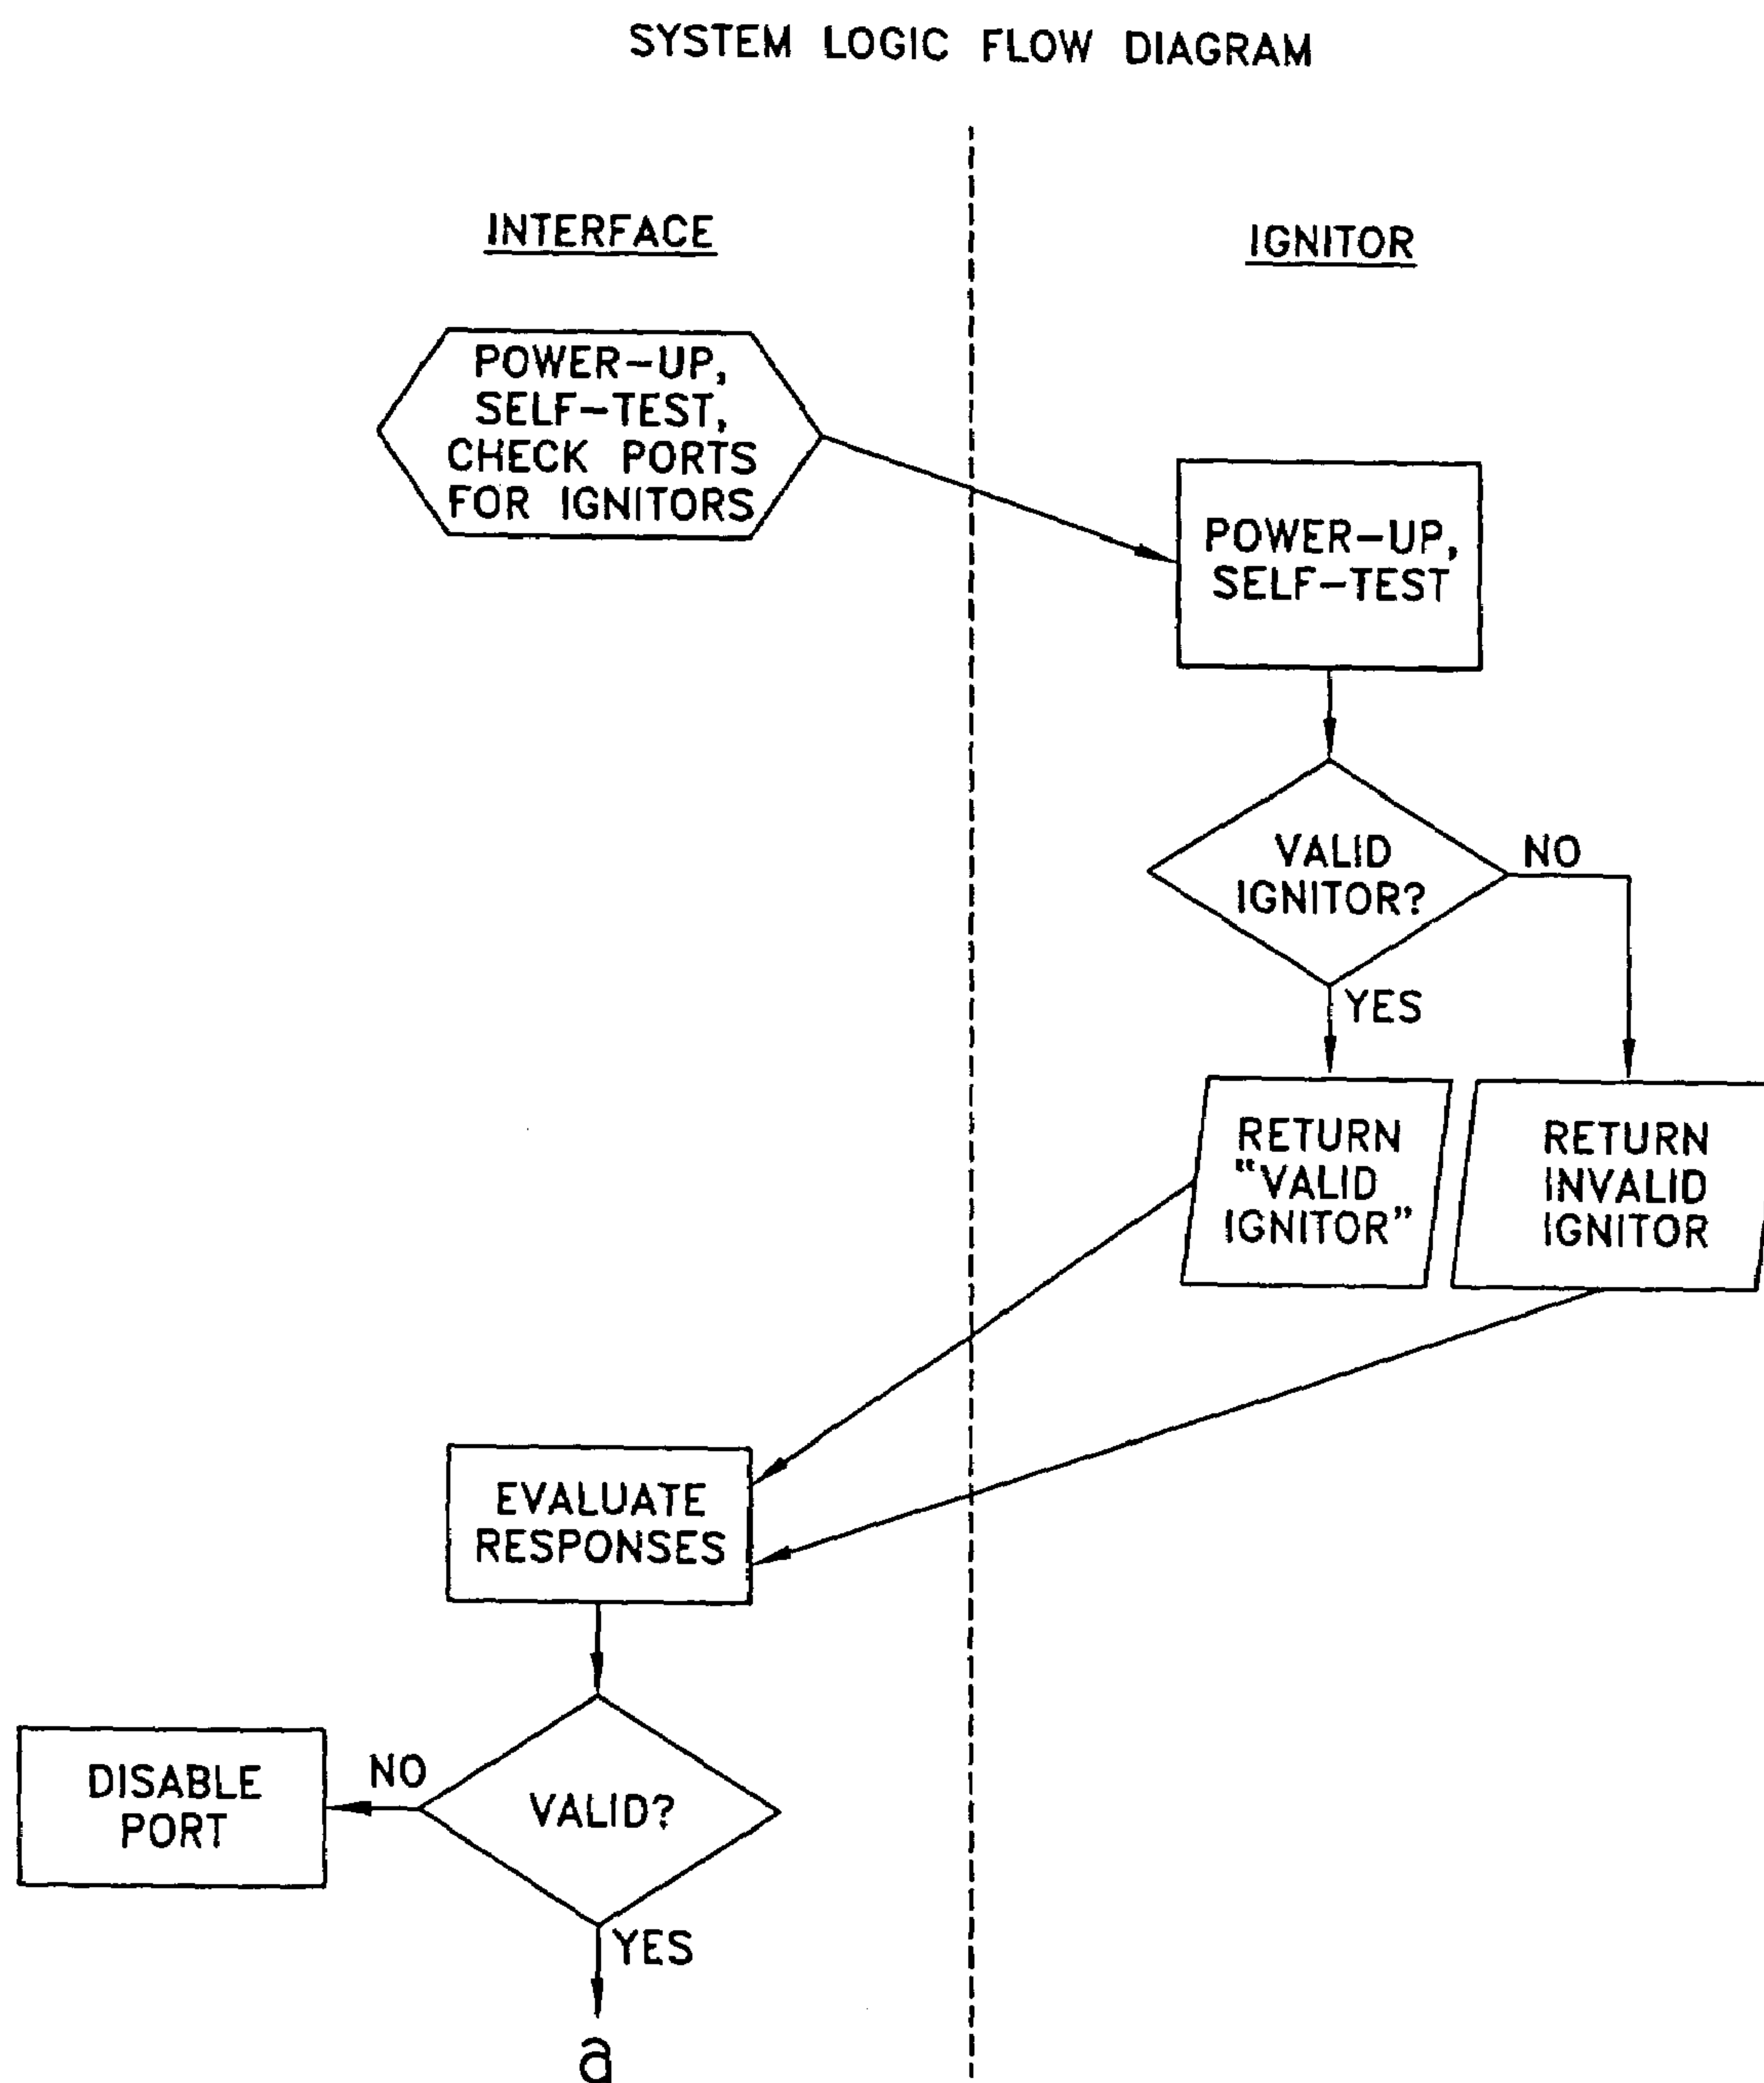 SYSTEM LOGIC FLOW DIAGRAM
INTERFACE
IGNITOR
POWER-UP,
SELF-TEST,
CHECK PORTS
FOR IGNITORS
POWER-UP,
SELF-TEST
VALID
IGNITOR?
NO
YES
RETURN
"VALID
IGNITOR"
RETURN
INVALID
IGNITOR
EVALUATE
RESPONSES
DISABLE
PORT
NO
VALID?
YES
a